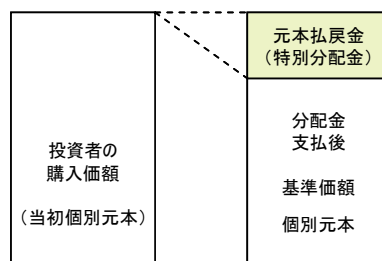 投資者の
購入価額
（当初個別元本）
元本払戻金
（特別分配金）
分配金
支払後
基準価額
個別元本